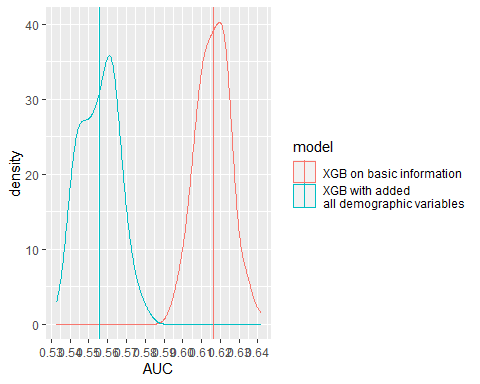 40
30
20
10
0
density
0.53 0.54 0.55 0.56 0.57 0.58 0.59 0.60 0.61 0.62 0.63 0.64
AUC
model
XGB on basic information
XGB with added
all demographic variables